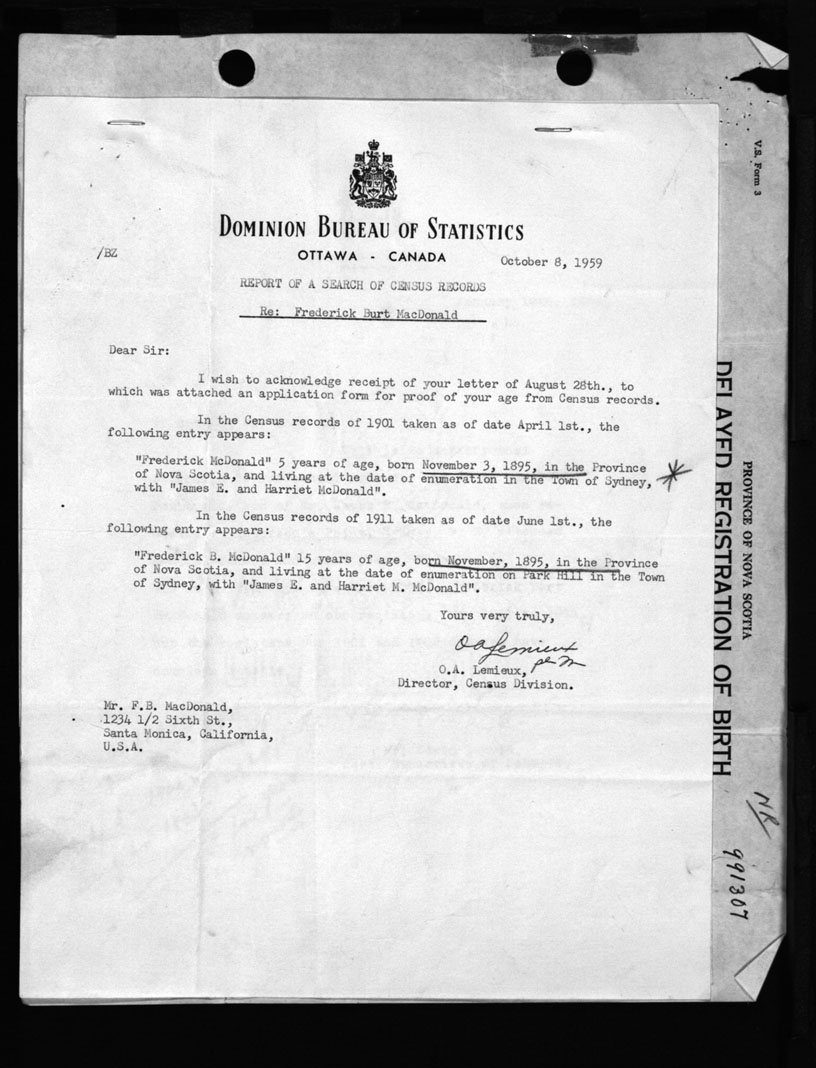 DOMINION BUREAU OF STATISTICS
OTTAWA - CANADA
/BZ
October 8, 1959
REPORT OF A SEARCH OF CENSUS RECORDS
Re: Frederick Burt MacDonald
Dear Sir:
I wish to acknowledge receipt of your letter of August 28th., to
which was attached an application form for proof of your age from Census records.
In the Census records of 1901 taken as of date April 1st., the
following entry appears:
"Frederick McDonald" 5 years of age, born November 3, 1895, in the Province
of Nova Scotia, and living at the date of enumeration in the Town of Sydney,
with "James E. and Harriet McDonald".
In the Census records of 1911 taken as of date June 1st., the
following entry appears:
"Frederick B. McDonald" 15 years of age, born November, 1895, in the Province
of Nova Scotia, and living at the date of enumeration on Park Hill in the Town
of Sydney, with "James E. and Harriet M. McDonald".
Yours very truly,
OALemieux
per M
O.A. Lemieux,
Director, Census Division.
Mr. F.B. MacDonald,
1234 1/2 Sixth St.,
Santa Monica, California,
U.S.A.
V.S. Form 3
PROVINCE OF NOVA SCOTIA
DELAYED REGISTRATION OF BIRTH
NR
991307